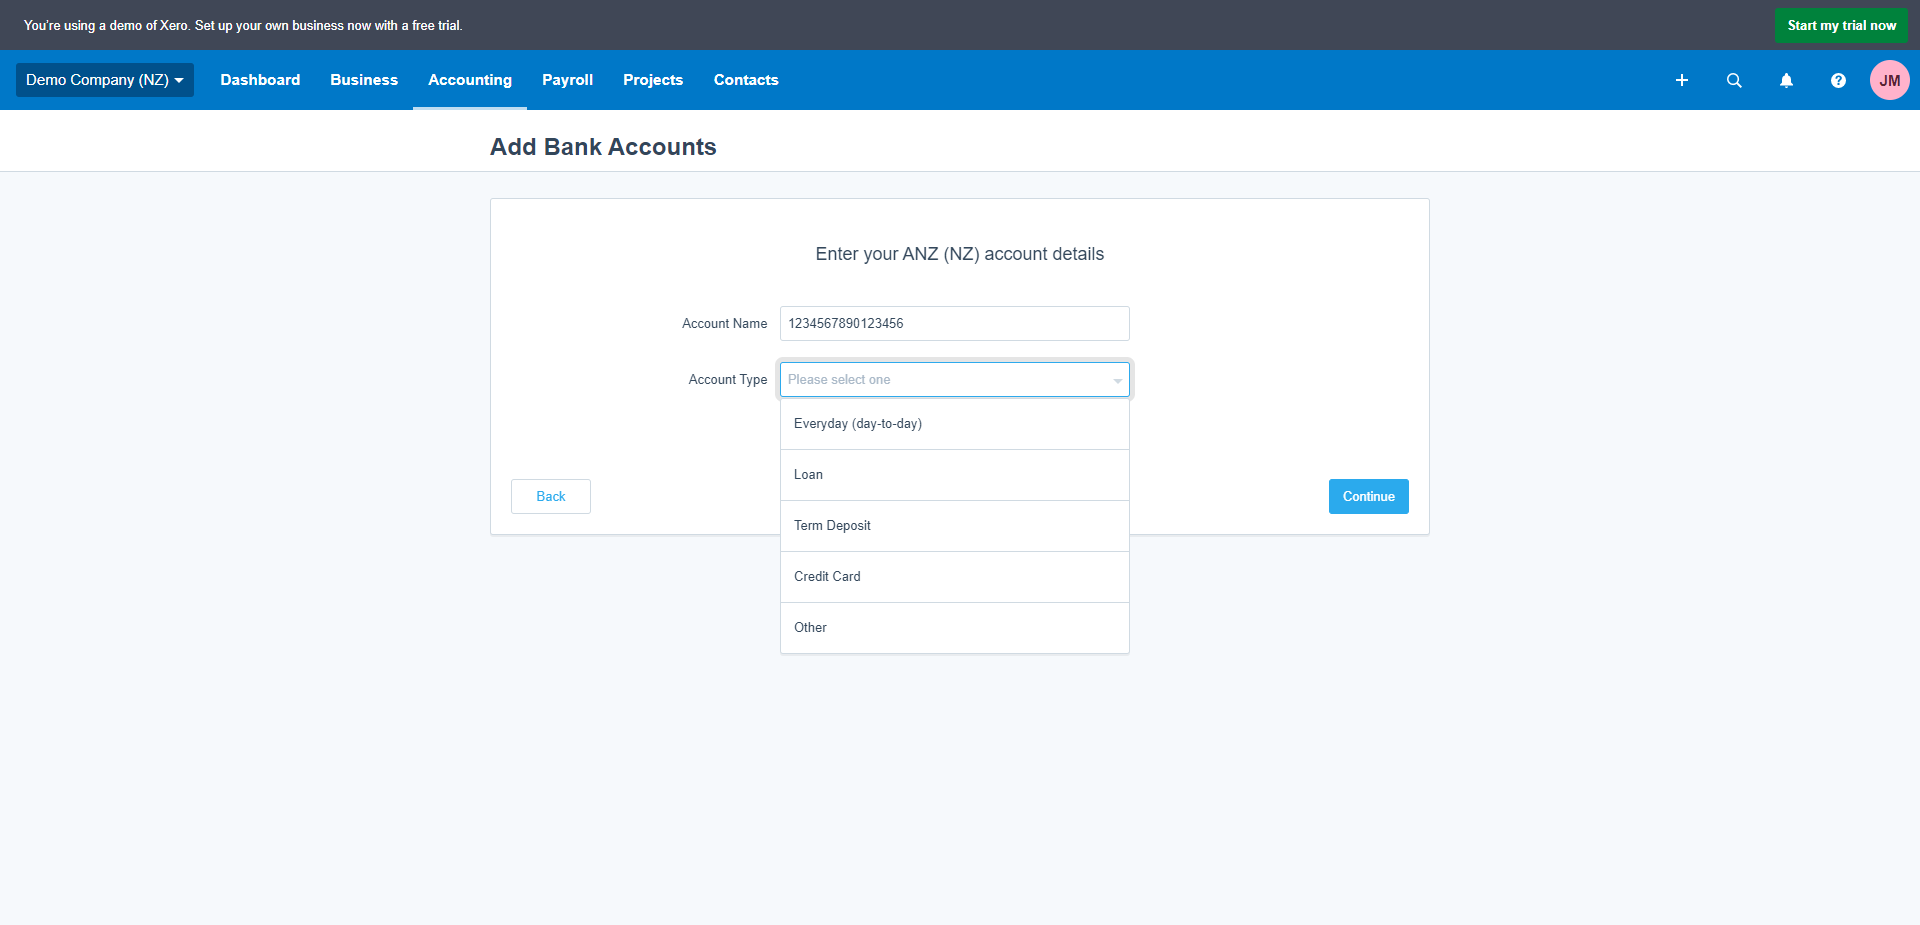 You're using a demo of Xero. Set up your own business now with a free trial.
Start my trial now
Demo Company (NZ)
Dashboard
Business
Accounting
Payroll
Projects
Contacts
JM
Add Bank Accounts
Enter your ANZ (NZ) account details
Account Name
1234567890123456
Account Type
Please select one
Everyday (day-to-day)
Loan
Term Deposit
Credit Card
Other
Back
Continue